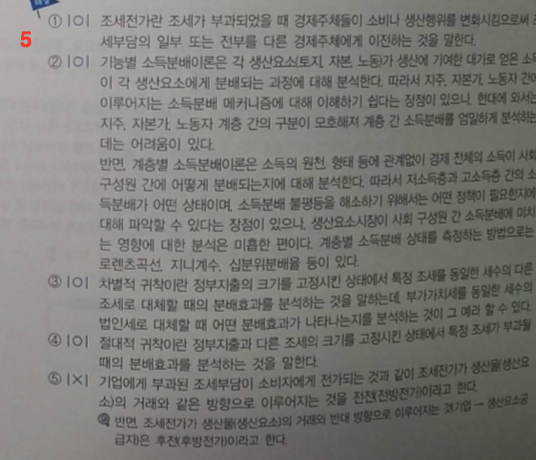 ① |O| 조세전가란 조세가 부과되었을 때 경제주체들이 소비나 생산행위를 변화시킴으로써 조
5
세부담의 일부 또는 전부를 다른 경제주체에게 이전하는 것을 말한다.
② |O| 기능별 소득분배이론은 각 생산요소(토지, 자본, 노동)가 생산에 기여한 대가로 얻은 소득
이 각 생산요소에게 분배되는 과정에 대해 분석한다. 따라서 지주, 자본가, 노동자 간에
이루어지는 소득분배 메커니즘에 대해 이해하기 쉽다는 장점이 있으나, 현대에 와서는
지주, 자본가, 노동자 계층 간의 구분이 모호해져 계층 간 소득분배를 엄밀하게 분석하는
데는 어려움이 있다.
반면, 계층별 소득분배이론은 소득의 원천, 형태 등에 관계없이 경제 전체의 소득이 사회
구성원 간에 어떻게 분배되는지에 대해 분석한다. 따라서 저소득층과 고소득층 간의 소
득분배가 어떤 상태이며, 소득분배 불평등을 해소하기 위해서는 어떤 정책이 필요한지에
대해 파악할 수 있다는 장점이 있으나, 생산요소시장이 사회 구성원 간 소득분배에 미치
는 영향에 대한 분석은 미흡한 편이다. 계층별 소득분배 상태를 측정하는 방법으로는
로렌츠곡선, 지니계수, 십분위분배율 등이 있다.
③ |O| 차별적 귀착이란 정부지출의 크기를 고정시킨 상태에서 특정 조세를 동일한 세수의 다른
조세로 대체할 때의 분배효과를 분석하는 것을 말하는데, 부가가치세를 동일한 세수의
법인세로 대체할 때 어떤 분배효과가 나타나는지를 분석하는 것이 그 예라 할 수 있다.
④ |O| 절대적 귀착이란 정부지출과 다른 조세의 크기를 고정시킨 상태에서 특정 조세가 부과될
때의 분배효과를 분석하는 것을 말한다.
⑤ |×| 기업에게 부과된 조세부담이 소비자에게 전가되는 것과 같이 조세전가가 생산물(생산요
소)의 거래와 같은 방향으로 이루어지는 것을 전전(전방전가)이라고 한다.
반면, 조세전가가 생산물(생산요소)의 거래와 반대 방향으로 이루어지는 것(기업 → 생산요소공
급자)은 후전(후방전가)이라고 한다.